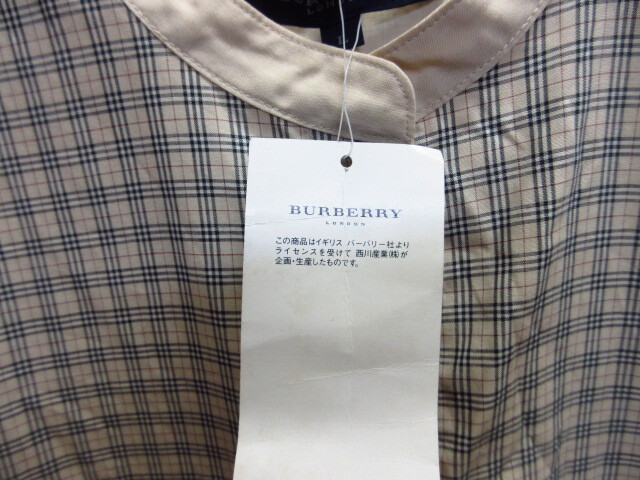 BURBERRY
LONDON
この商品はイギリス バーバリー社より
ライセンスを受けて 西川産業(株)が
企画・生産したものです。